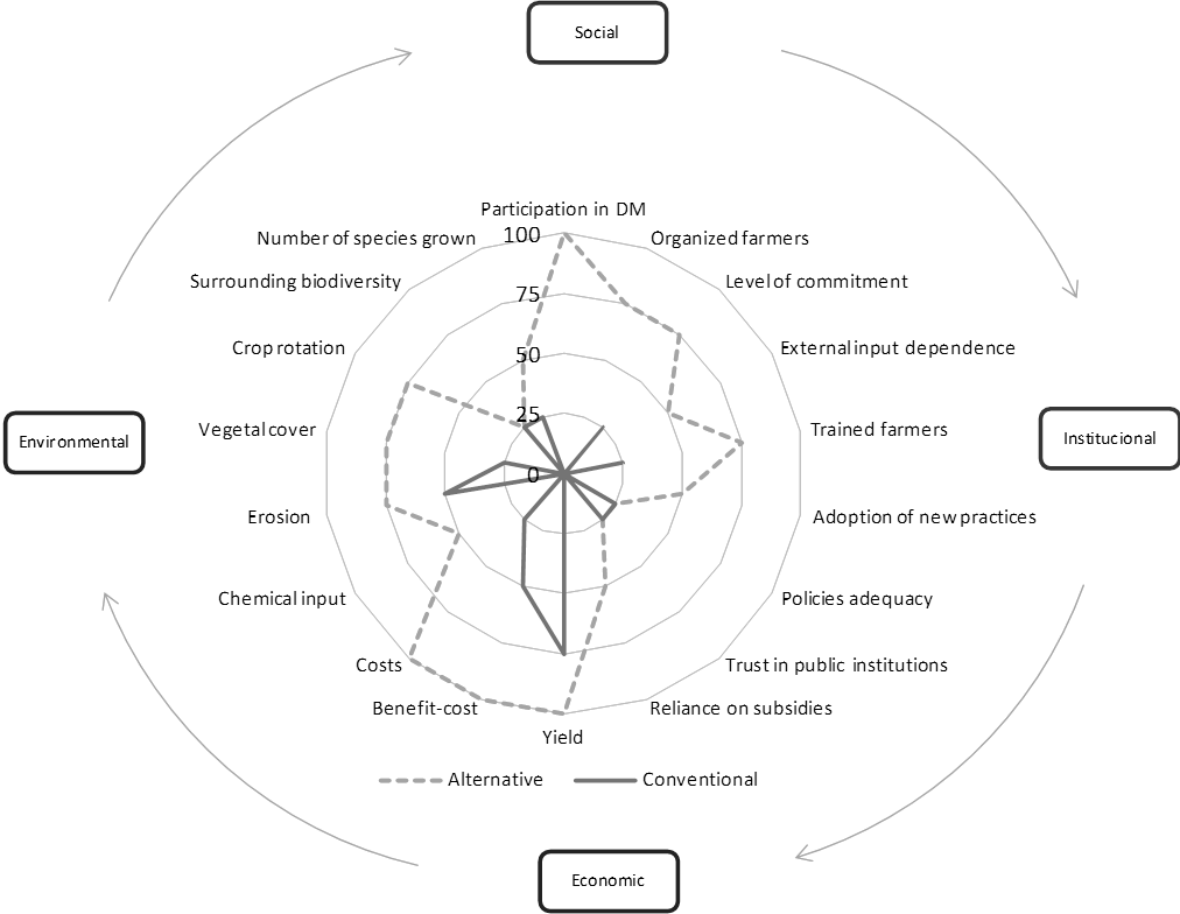 Social
Participation in DM
Number of species grown
100
Organized farmers
Surrounding biodiversity
75
Level of commitment
Crop rotation
50
External input dependence
Vegetal cover
25
Trained farmers
Environmental
Institucional
0
Erosion
Adoption of new practices
Chemical input
Policies adequacy
Costs
Trust in public institutions
Benefit-cost
Reliance on subsidies
Yield
Alternative
Conventional
Economic